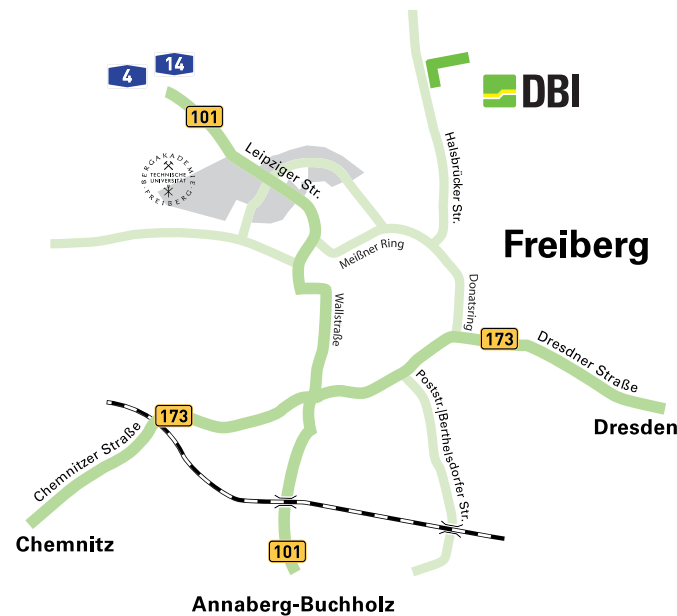 14
4
DBI
101
Leipziger Str.
Halsbrücker Str.
BERGAKADEMIE
TECHNISCHE
UNIVERSITÄT
FREIBERG
Freiberg
Meißner Ring
Donatsring
Wallstraße
173
Dresdner Straße
Dresden
Poststr./Berthelsdorfer Str.
173
Chemnitzer Straße
Chemnitz
101
Annaberg-Buchholz